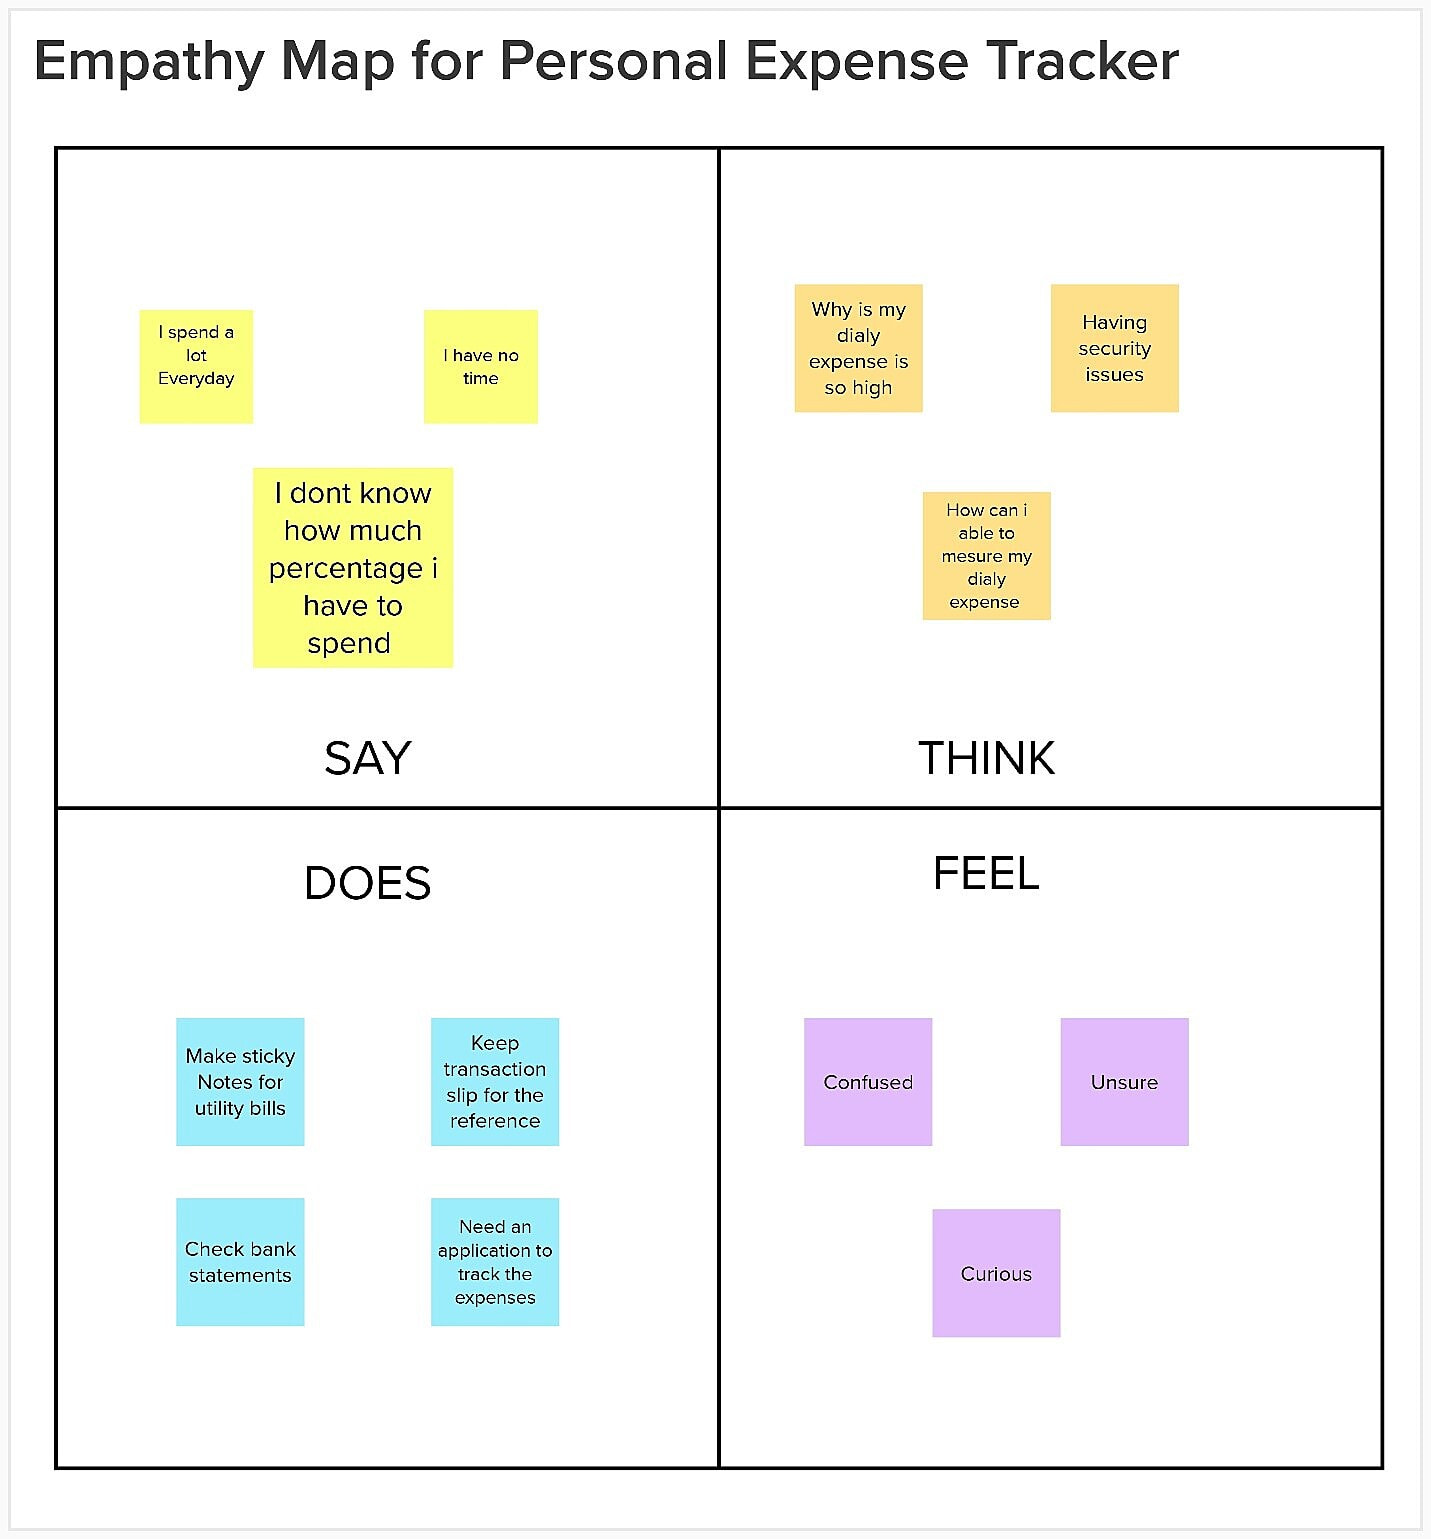 Empathy Map for Personal Expense Tracker
I spend a
lot
Everyday
I have no
time
I dont know
how much
percentage i
have to
spend
SAY
Why is my
dialy
expense is
so high
Having
security
issues
How can i
able to
mesure my
dialy
expense
THINK
DOES
Make sticky
Notes for
utility bills
Keep
transaction
slip for the
reference
Check bank
statements
Need an
application to
track the
expenses
FEEL
Confused
Unsure
Curious